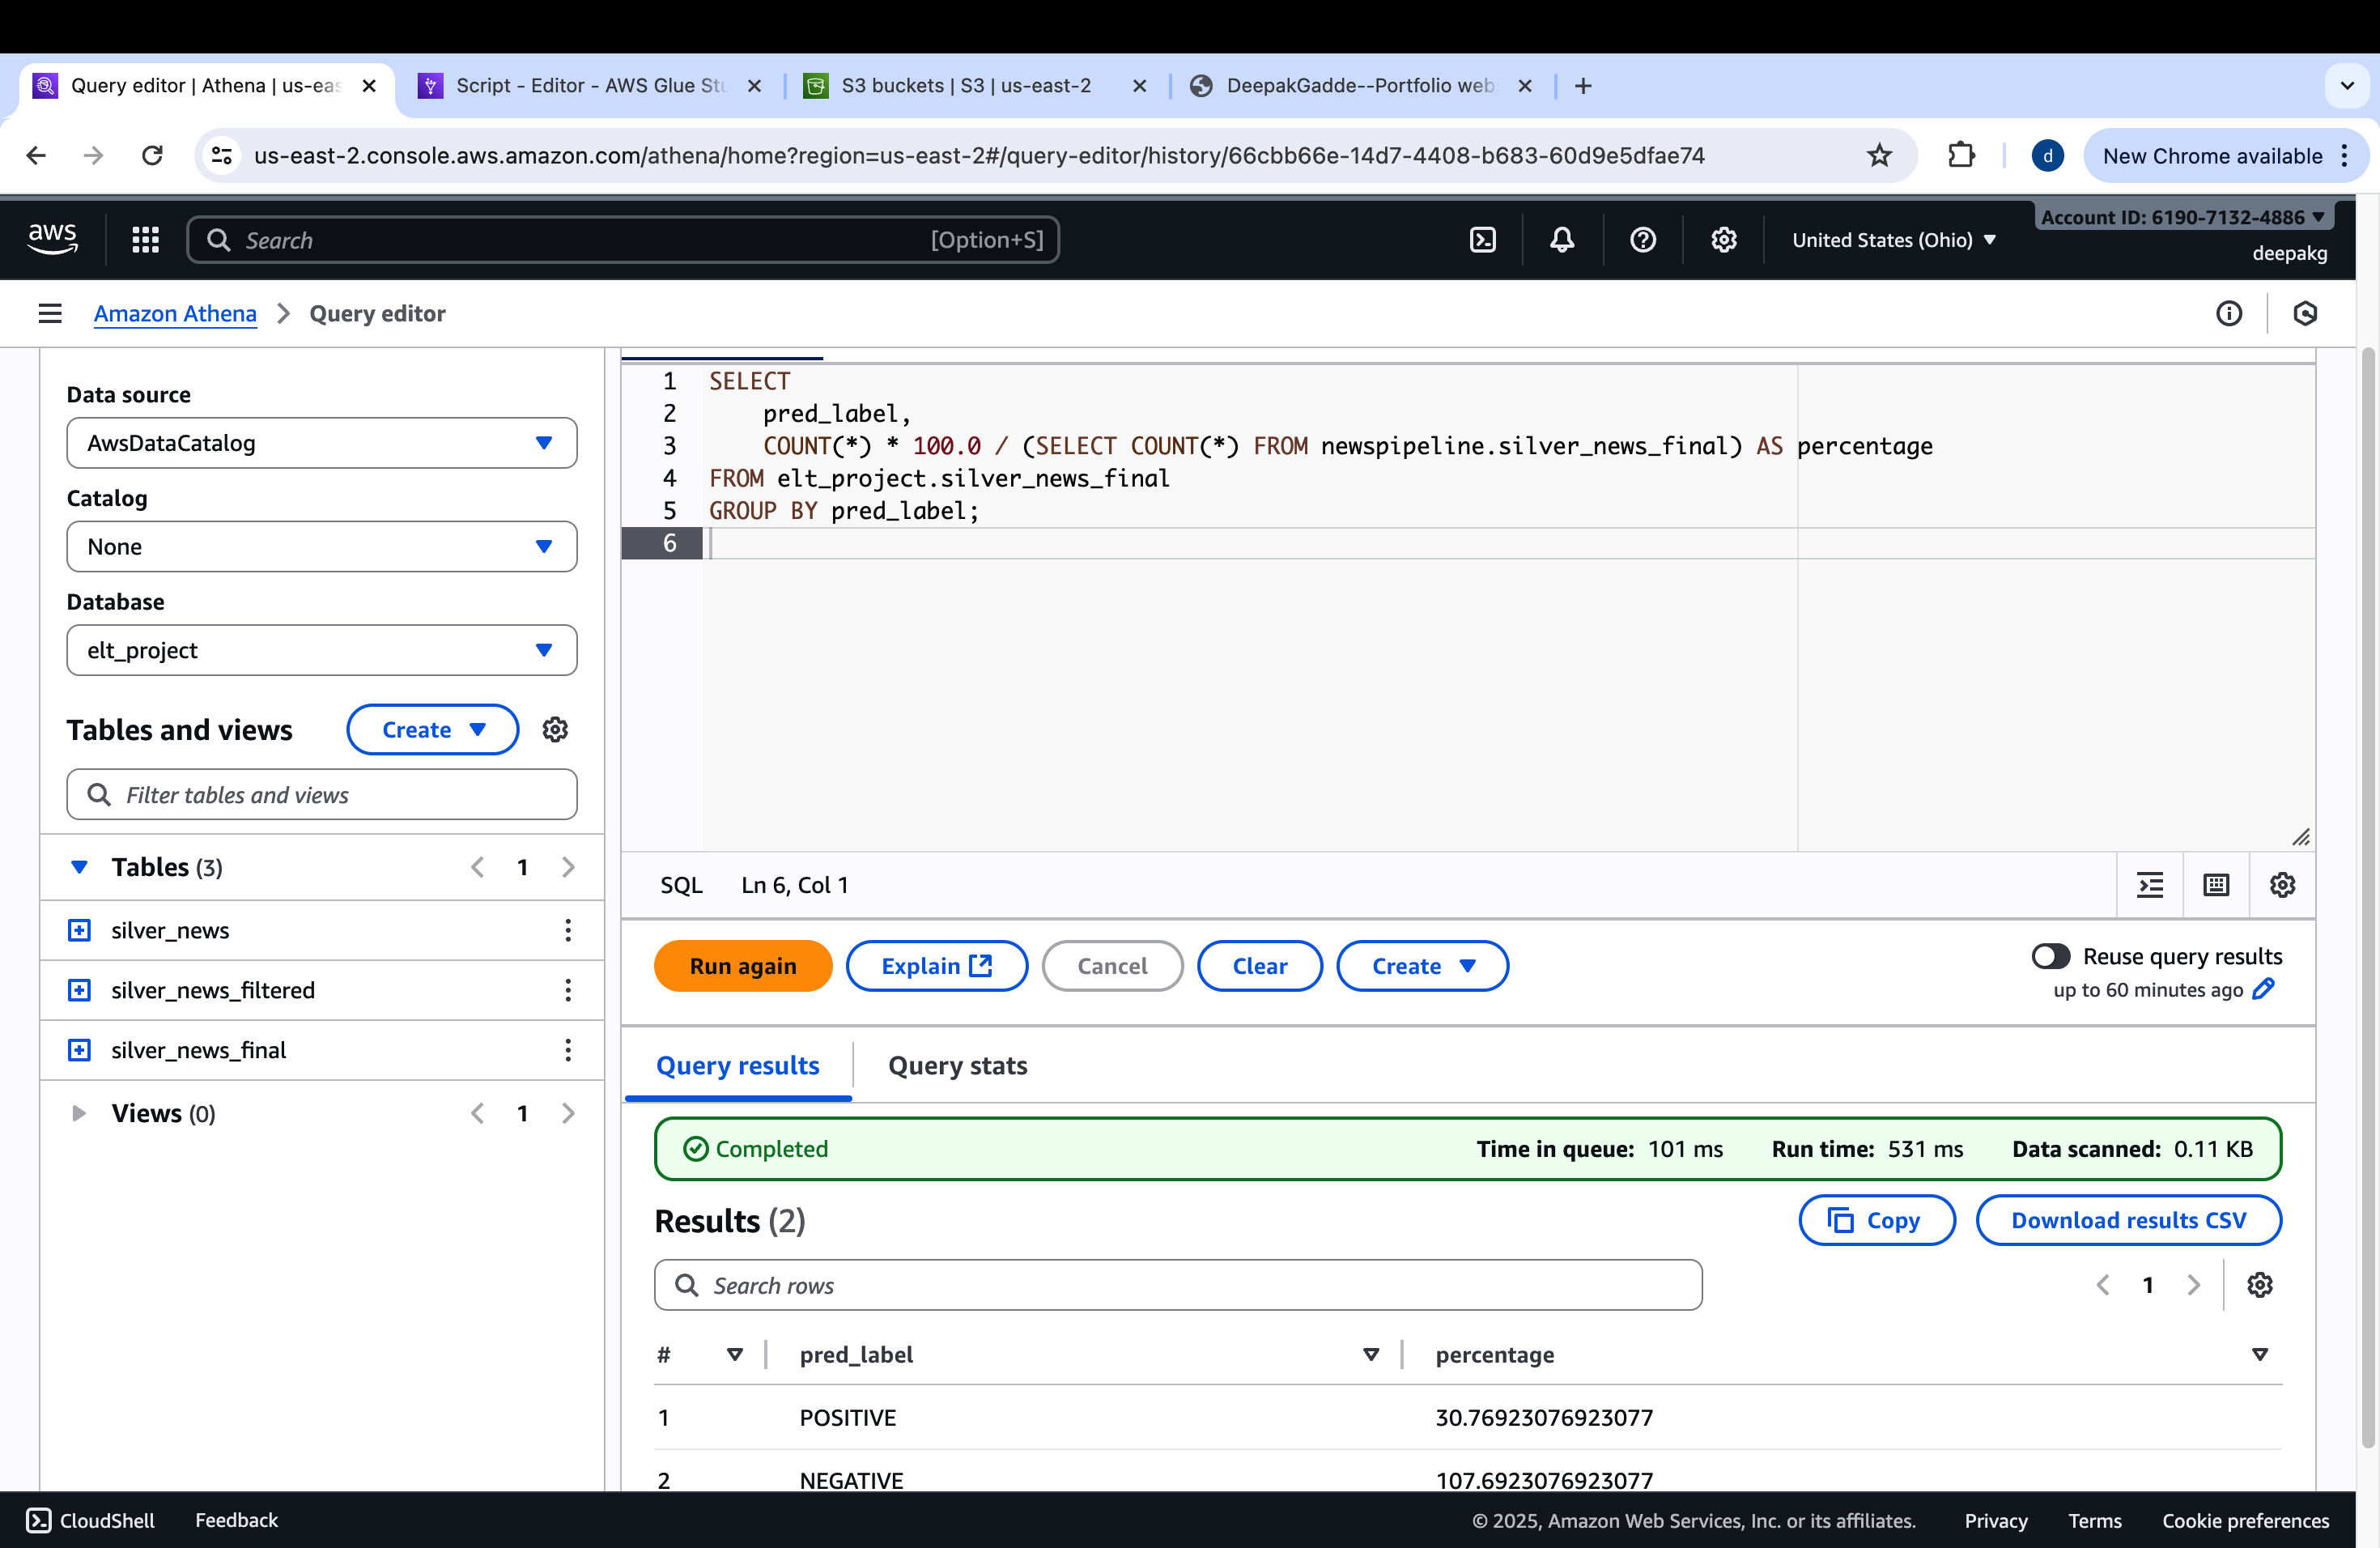 Query editor | Athena | us-eas
Script - Editor - AWS Glue Stu
S3 buckets | S3 | us-east-2
DeepakGadde--Portfolio web
us-east-2.console.aws.amazon.com/athena/home?region=us-east-2#/query-editor/history/66cbb66e-14d7-4408-b683-60d9e5dfae74
d
New Chrome available
aws
Search
[Option+S]
United States (Ohio)
Account ID: 6190-7132-4886
deepakg
Amazon Athena
Query editor
Data source
AwsDataCatalog
Catalog
None
Database
elt_project
Tables and views
Create
Filter tables and views
Tables (3)
1
silver_news
silver_news_filtered
silver_news_final
Views (0)
1
1 SELECT
2 pred_label,
3 COUNT(*) * 100.0 / (SELECT COUNT(*) FROM newspipeline.silver_news_final) AS percentage
4 FROM elt_project.silver_news_final
5 GROUP BY pred_label;
6
SQL Ln 6, Col 1
Run again
Explain
Cancel
Clear
Create
Reuse query results
up to 60 minutes ago
Query results
Query stats
Completed
Time in queue: 101 ms
Run time: 531 ms
Data scanned: 0.11 KB
Results (2)
Copy
Download results CSV
Search rows
1
# pred_label percentage
1 POSITIVE 30.76923076923077
2 NEGATIVE 107.6923076923077
CloudShell
Feedback
© 2025, Amazon Web Services, Inc. or its affiliates.
Privacy
Terms
Cookie preferences